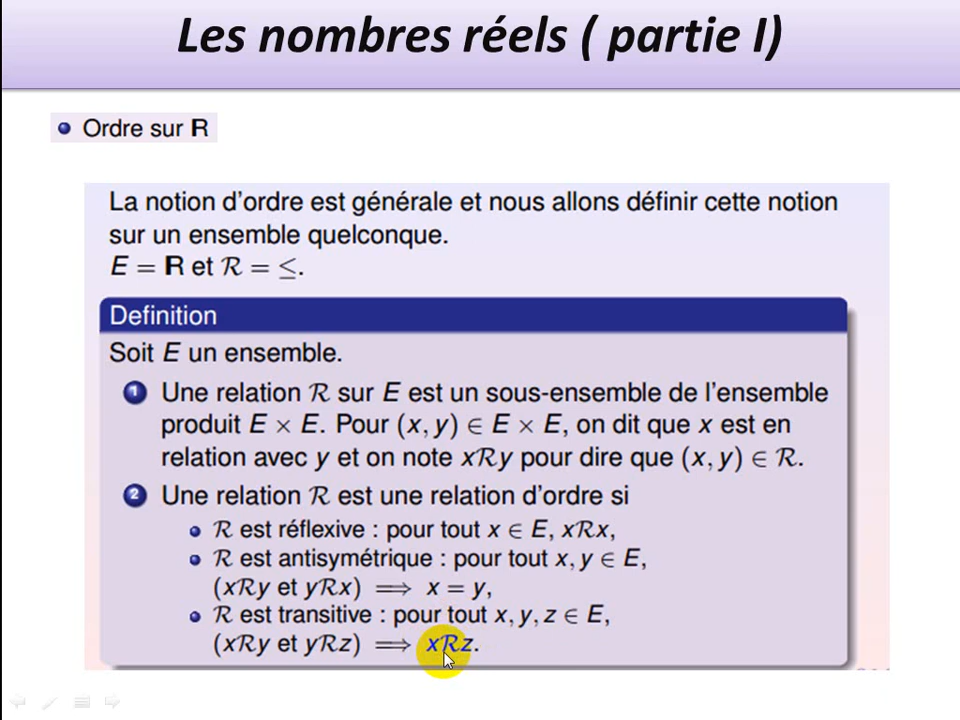 Les nombres réels ( partie I)
Ordre sur R
La notion d'ordre est générale et nous allons définir cette notion
sur un ensemble quelconque.
E = R et ℛ = ≤.
Definition
Soit E un ensemble.
1 Une relation ℛ sur E est un sous-ensemble de l'ensemble
produit E × E. Pour (x, y) ∈ E × E, on dit que x est en
relation avec y et on note xℛy pour dire que (x, y) ∈ ℛ.
2 Une relation ℛ est une relation d'ordre si
ℛ est réflexive : pour tout x ∈ E, xℛx,
ℛ est antisymétrique : pour tout x, y ∈ E,
(xℛy et yℛx) ⟹ x = y,
ℛ est transitive : pour tout x, y, z ∈ E,
(xℛy et yℛz) ⟹ xℛz.